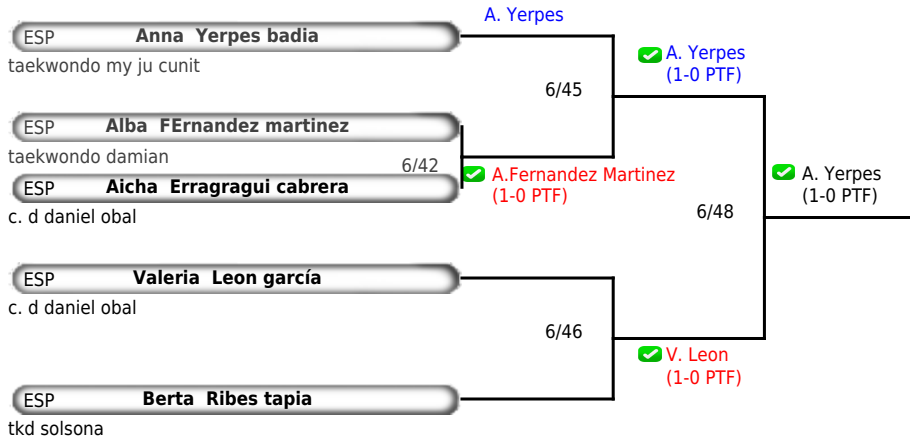 A. Yerpes
ESP Anna Yerpes badia
taekwondo my ju cunit
A. Yerpes
(1-0 PTF)
6/45
ESP Alba FErnandez martinez
taekwondo damian
6/42
A.Fernandez Martinez
(1-0 PTF)
ESP Aicha Erragragui cabrera
c. d daniel obal
A. Yerpes
(1-0 PTF)
6/48
ESP Valeria Leon garcía
c. d daniel obal
6/46
V. Leon
(1-0 PTF)
ESP Berta Ribes tapia
tkd solsona